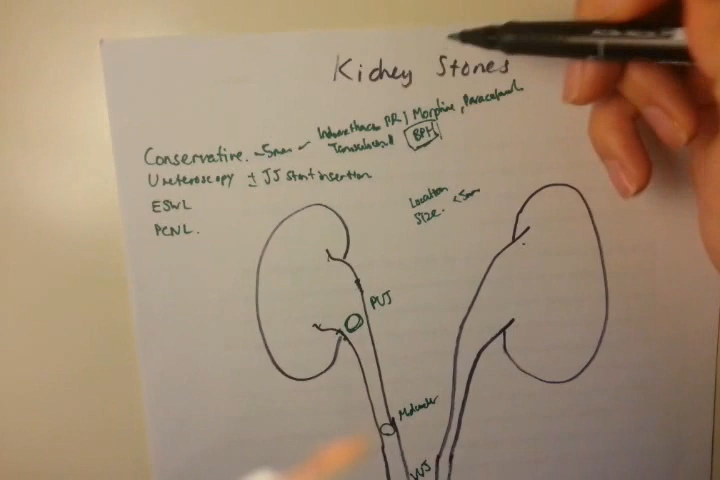 Kidney Stones
Conservative. ~5mm Indomethacin PR / Morphine, Paracetamol
Tamsulosin BPH
Ureteroscopy ± JJ stent insertion
ESWL
PCNL.
Location
Size. <5mm
PUJ
Midureter
VUJ